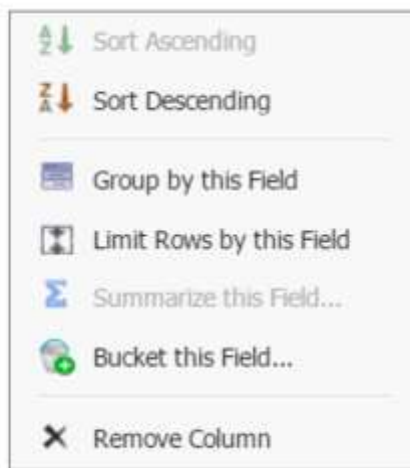 Sort Ascending
Sort Descending
Group by this Field
Limit Rows by this Field
Summarize this Field...
Bucket this Field...
Remove Column